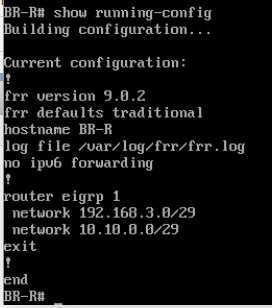 BR-R# show running-config
Building configuration...

Current configuration:
!
frr version 9.0.2
frr defaults traditional
hostname BR-R
log file /var/log/frr/frr.log
no ipv6 forwarding
!
router eigrp 1
 network 192.168.3.0/29
 network 10.10.0.0/29
exit
!
end
BR-R#